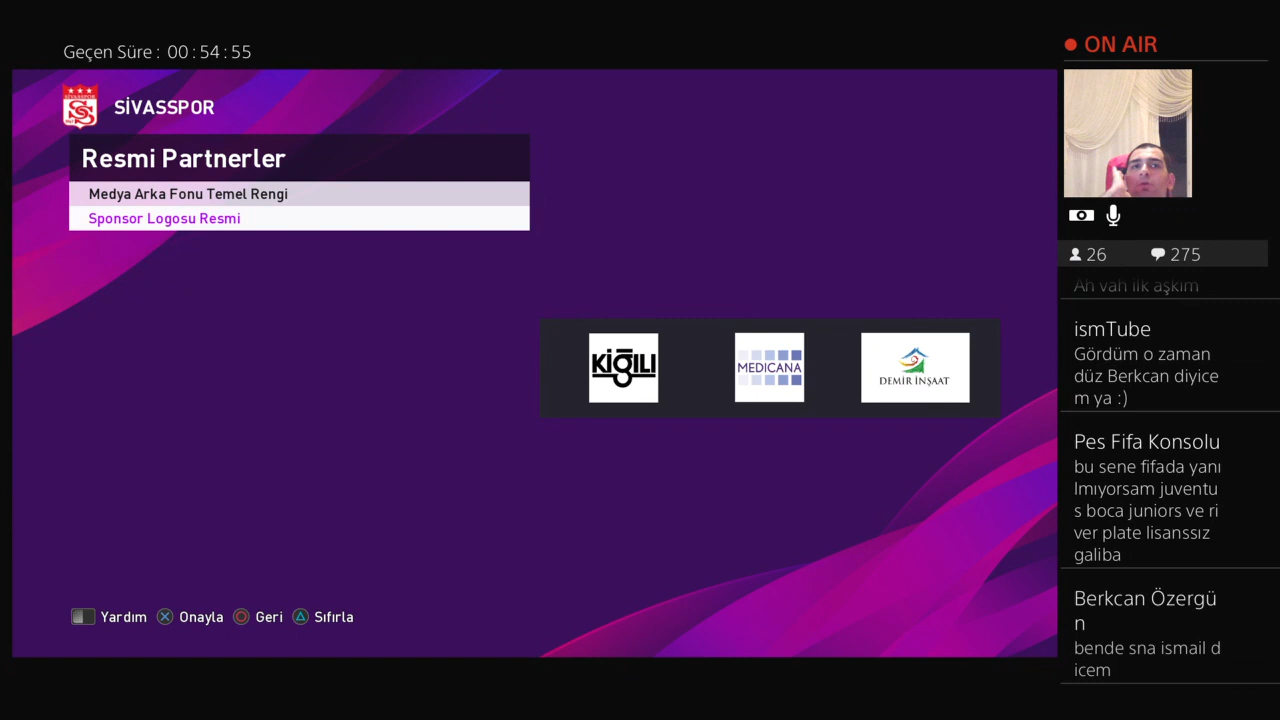 Geçen Süre : 00 : 54 : 55
SİVASSPOR
Resmi Partnerler
Medya Arka Fonu Temel Rengi
Sponsor Logosu Resmi
KİĞILI
MEDICANA
DEMİR İNŞAAT
Yardım Onayla Geri Sıfırla
ON AIR
26 275
Ah vah ilk aşkım
ismTube
Gördüm o zaman
düz Berkcan diyice
m ya :)
Pes Fifa Konsolu
bu sene fifada yanı
lmıyorsam juventu
s boca juniors ve ri
ver plate lisanssız
galiba
Berkcan Özergü
n
bende sna ismail d
icem